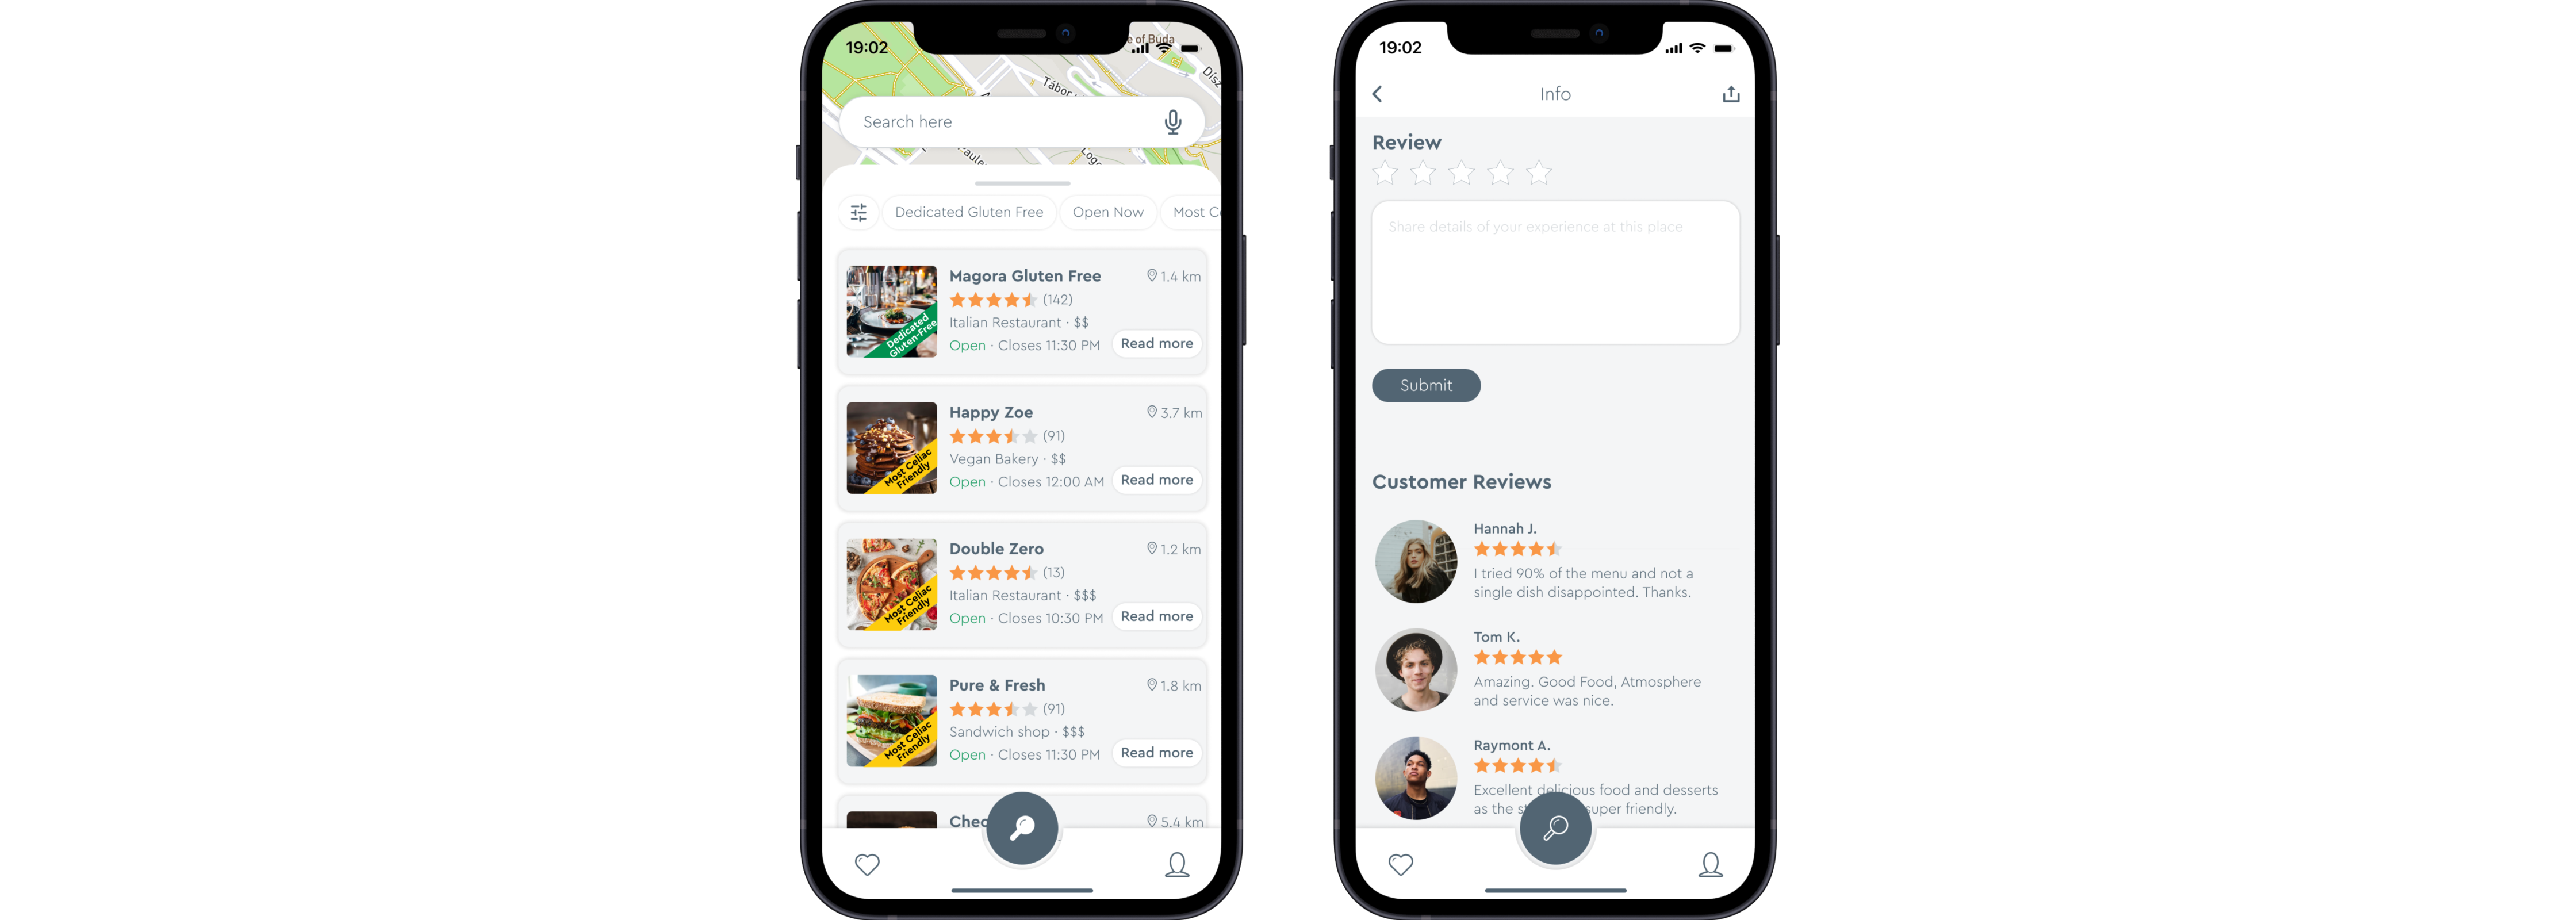 19:02
e of Buda
Dísz
Tábor
Search here
Logo
Dedicated Gluten Free
Open Now
Most Ce
Magora Gluten Free
1.4 km
(142)
Italian Restaurant · $$
Open · Closes 11:30 PM
Read more
Dedicated
Gluten-Free
Happy Zoe
3.7 km
(91)
Vegan Bakery · $$
Open · Closes 12:00 AM
Read more
Most Celiac
Friendly
Double Zero
1.2 km
(13)
Italian Restaurant · $$$
Open · Closes 10:30 PM
Read more
Most Celiac
Friendly
Pure & Fresh
1.8 km
(91)
Sandwich shop · $$$
Open · Closes 11:30 PM
Read more
Most Celiac
Friendly
5.4 km
19:02
Info
Review
Share details of your experience at this place
Submit
Customer Reviews
Hannah J.
I tried 90% of the menu and not a
single dish disappointed. Thanks.
Tom K.
Amazing. Good Food, Atmosphere
and service was nice.
Raymont A.
Excellent delicious food and desserts
as the super friendly.